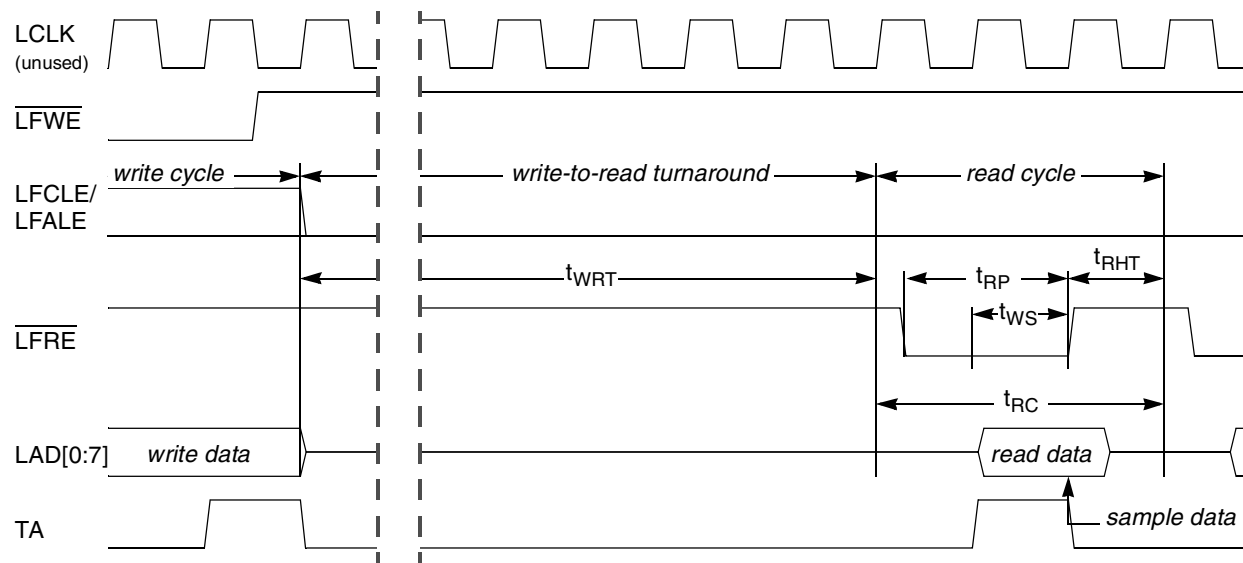 LCLK
(unused)
LFWE
write cycle
write-to-read turnaround
read cycle
LFCLE/
LFALE
tWRT
tRP
tRHT
tWS
LFRE
tRC
LAD[0:7]
write data
read data
sample data
TA